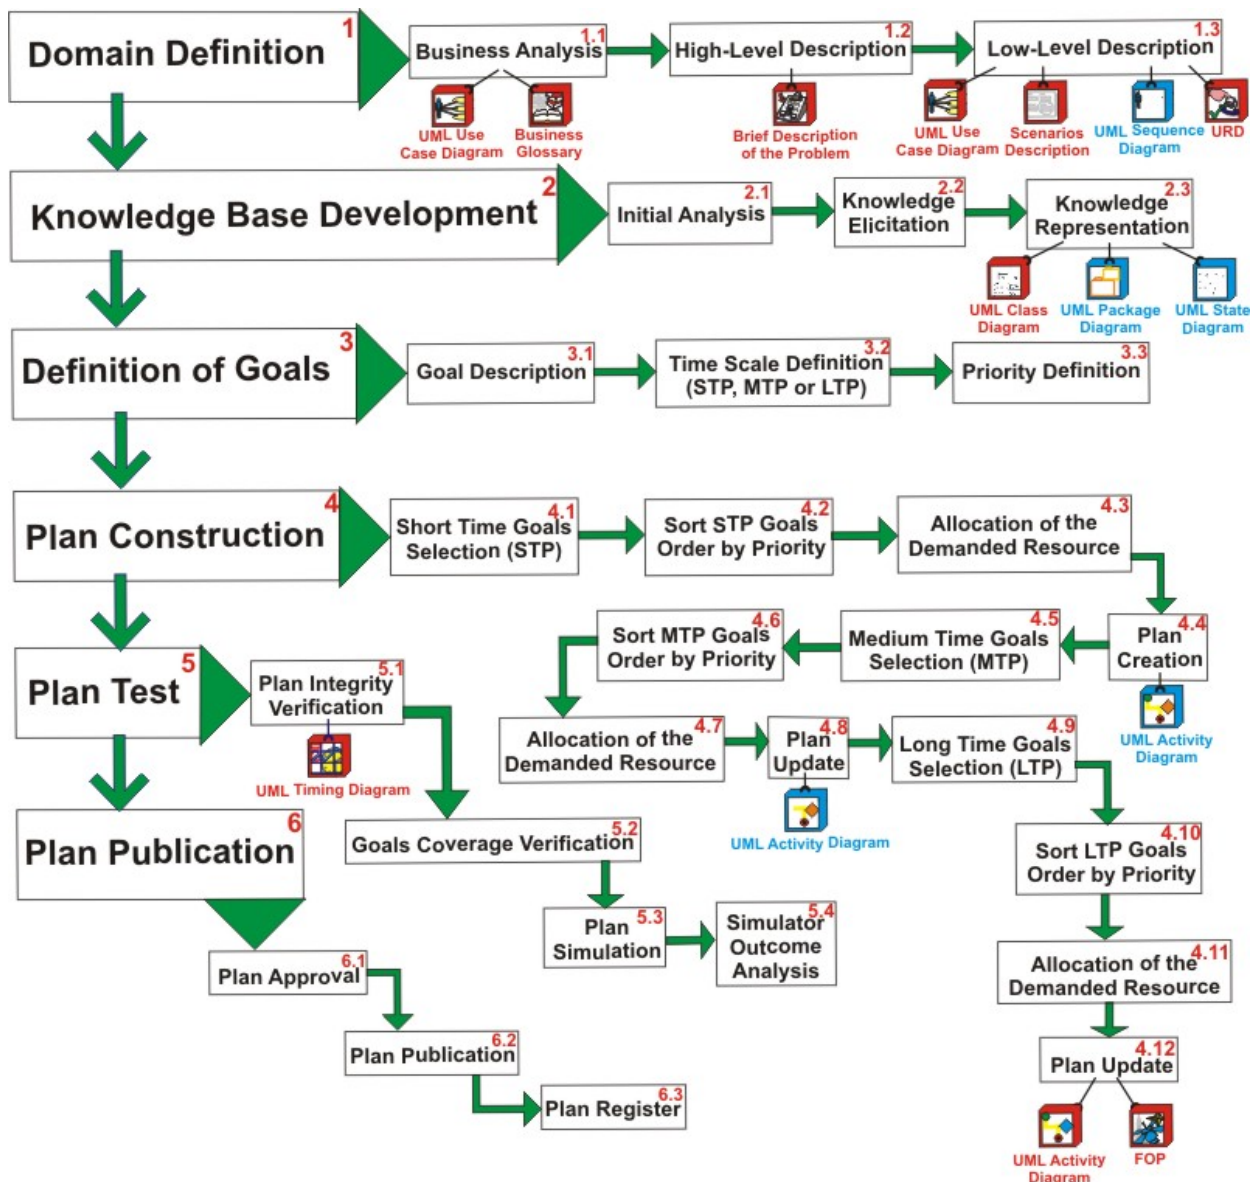 Domain Definition
1
Business Analysis
1.1
UML Use
Case Diagram
Business
Glossary
High-Level Description
1.2
Brief Description
of the Problem
Low-Level Description
1.3
UML Use
Case Diagram
Scenarios
Description
UML Sequence
Diagram
URD
Knowledge Base Development
2
Initial Analysis
2.1
Knowledge
Elicitation
2.2
Knowledge
Representation
2.3
UML Class
Diagram
UML Package
Diagram
UML State
Diagram
Definition of Goals
3
Goal Description
3.1
Time Scale Definition
(STP, MTP or LTP)
3.2
Priority Definition
3.3
Plan Construction
4
Short Time Goals
Selection (STP)
4.1
Sort STP Goals
Order by Priority
4.2
Allocation of the
Demanded Resource
4.3
Plan
Creation
4.4
UML Activity
Diagram
Medium Time Goals
Selection (MTP)
4.5
Sort MTP Goals
Order by Priority
4.6
Allocation of the
Demanded Resource
4.7
Plan
Update
4.8
UML Activity Diagram
Long Time Goals
Selection (LTP)
4.9
Sort LTP Goals
Order by Priority
4.10
Allocation of the
Demanded Resource
4.11
Plan Update
4.12
UML Activity
Diagram
FOP
Plan Test
5
Plan Integrity
Verification
5.1
UML Timing Diagram
Goals Coverage Verification
5.2
Plan
Simulation
5.3
Simulator
Outcome
Analysis
5.4
Plan Publication
6
Plan Approval
6.1
Plan Publication
6.2
Plan Register
6.3